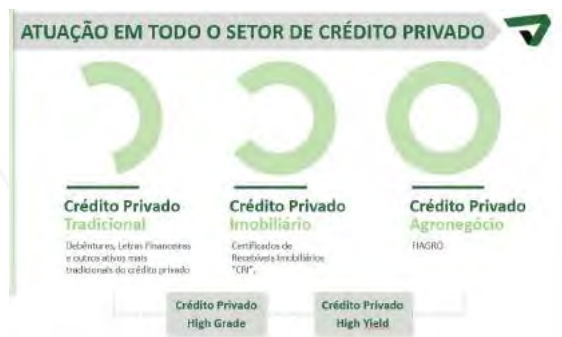 ATUAÇÃO EM TODO O SETOR DE CRÉDITO PRIVADO
Crédito Privado
Tradicional
Debêntures, Letras Financeiras
e outros ativos mais
tradicionais do crédito privado
Crédito Privado
Imobiliário
Certificados de
Recebíveis Imobiliários
"CRI".
Crédito Privado
Agronegócio
FIAGRO
Crédito Privado
High Grade
Crédito Privado
High Yield